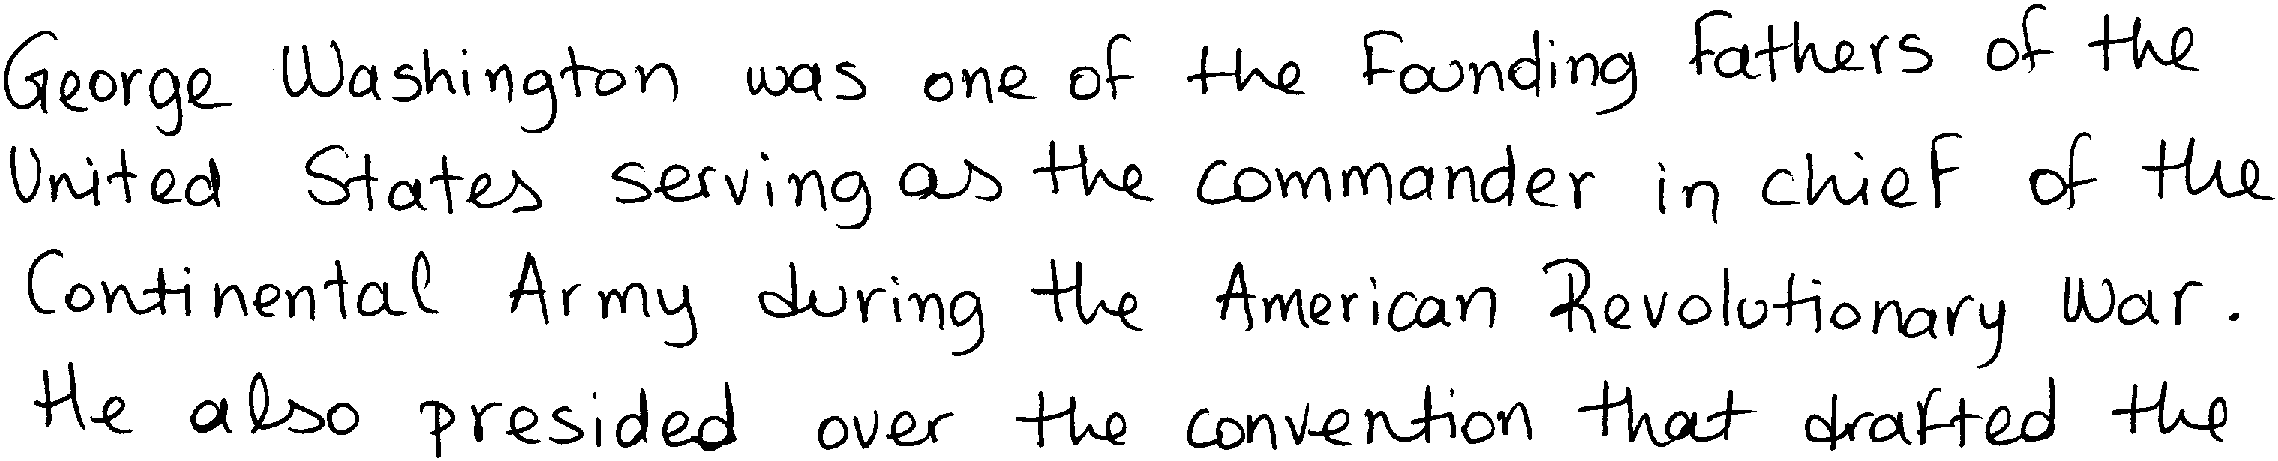 George Washington was one of the Founding Fathers of the
United States serving as the commander in chief of the
Continental Army during the American Revolutionary War.
He also presided over the convention that drafted the